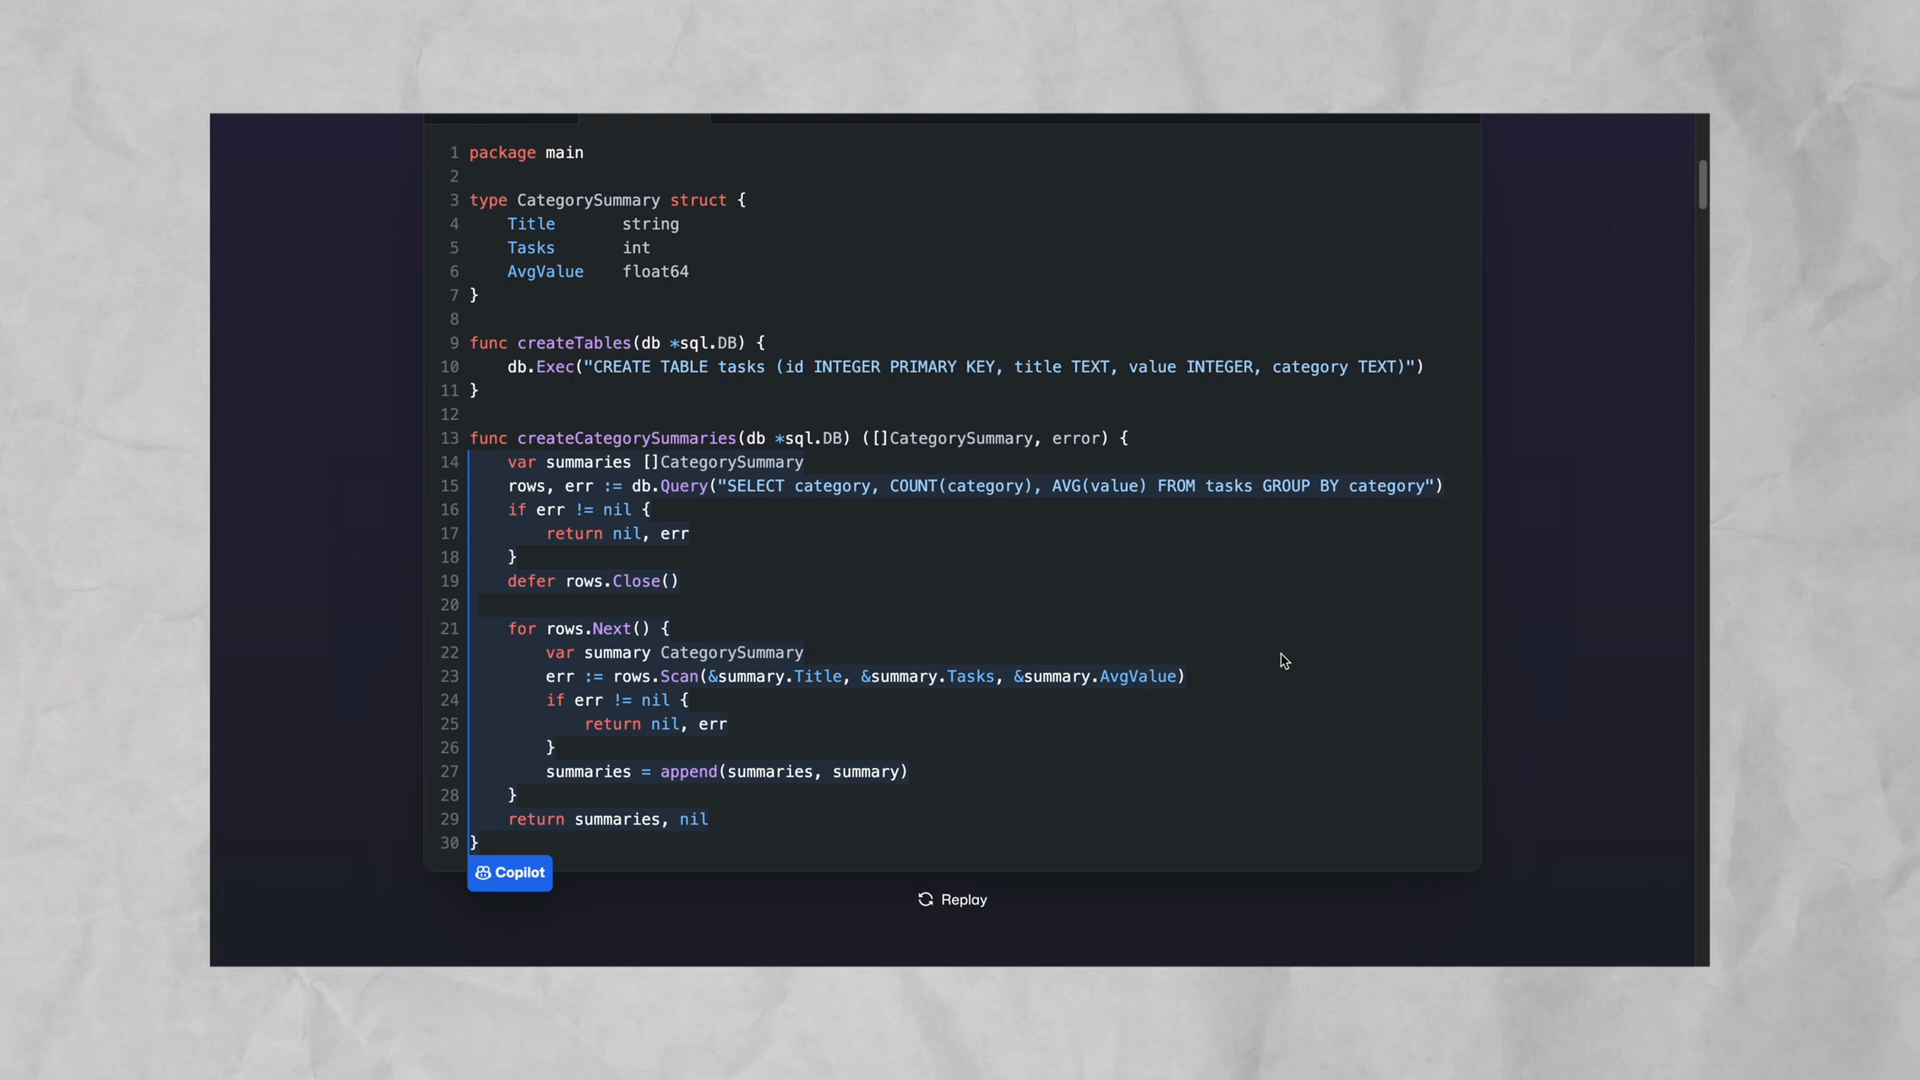 1 package main
2
3 type CategorySummary struct {
4 Title string
5 Tasks int
6 AvgValue float64
7 }
8
9 func createTables(db *sql.DB) {
10 db.Exec("CREATE TABLE tasks (id INTEGER PRIMARY KEY, title TEXT, value INTEGER, category TEXT)")
11 }
12
13 func createCategorySummaries(db *sql.DB) ([]CategorySummary, error) {
14 var summaries []CategorySummary
15 rows, err := db.Query("SELECT category, COUNT(category), AVG(value) FROM tasks GROUP BY category")
16 if err != nil {
17 return nil, err
18 }
19 defer rows.Close()
20
21 for rows.Next() {
22 var summary CategorySummary
23 err := rows.Scan(&summary.Title, &summary.Tasks, &summary.AvgValue)
24 if err != nil {
25 return nil, err
26 }
27 summaries = append(summaries, summary)
28 }
29 return summaries, nil
30 }
Copilot
Replay